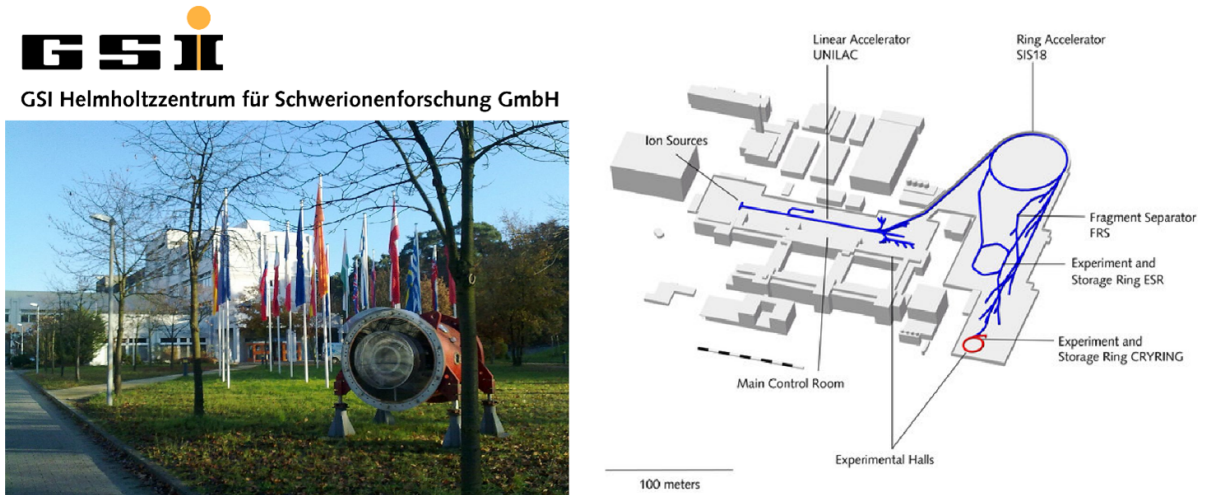 GSI
GSI Helmholtzzentrum für Schwerionenforschung GmbH
Linear Accelerator
UNILAC
Ring Accelerator
SIS18
Ion Sources
Fragment Separator
FRS
Experiment and
Storage Ring ESR
Experiment and
Storage Ring CRYRING
Main Control Room
Experimental Halls
100 meters